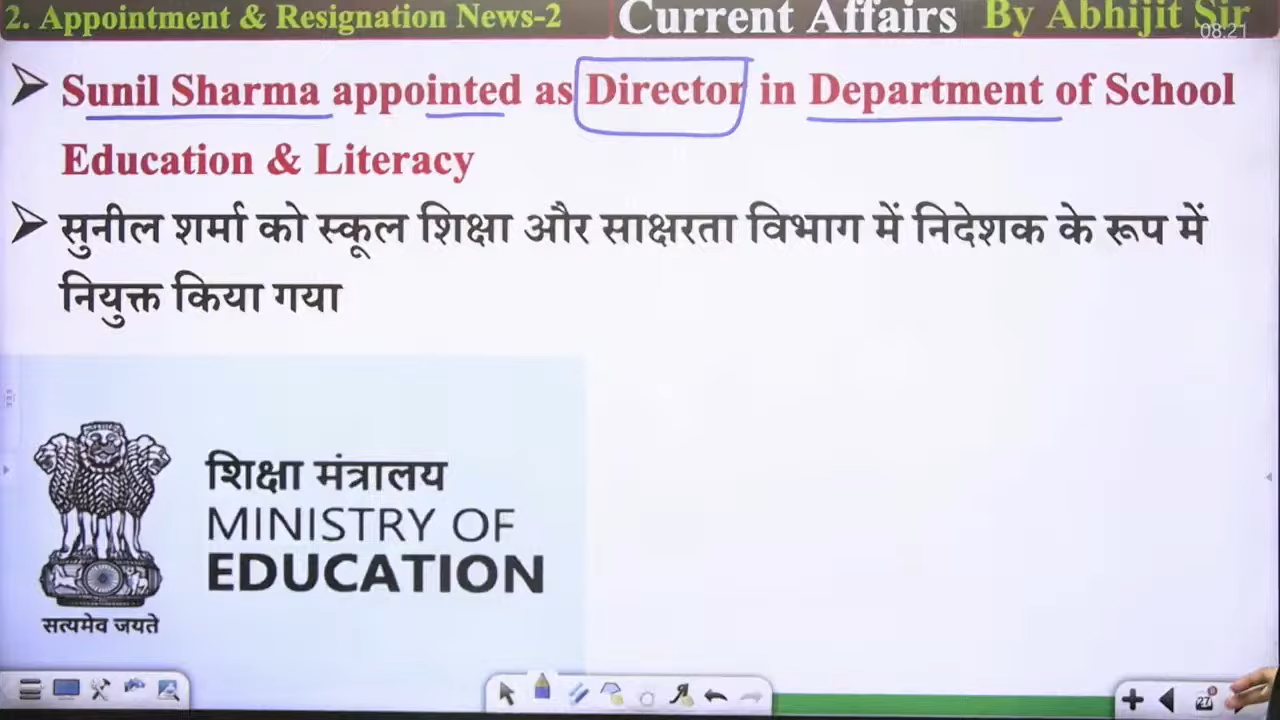 2. Appointment & Resignation News-2
Current Affairs By Abhijit Sir
08:21
Sunil Sharma appointed as Director in Department of School
Education & Literacy
सुनील शर्मा को स्कूल शिक्षा और साक्षरता विभाग में निदेशक के रूप में
नियुक्त किया गया
शिक्षा मंत्रालय
MINISTRY OF
EDUCATION
सत्यमेव जयते
27